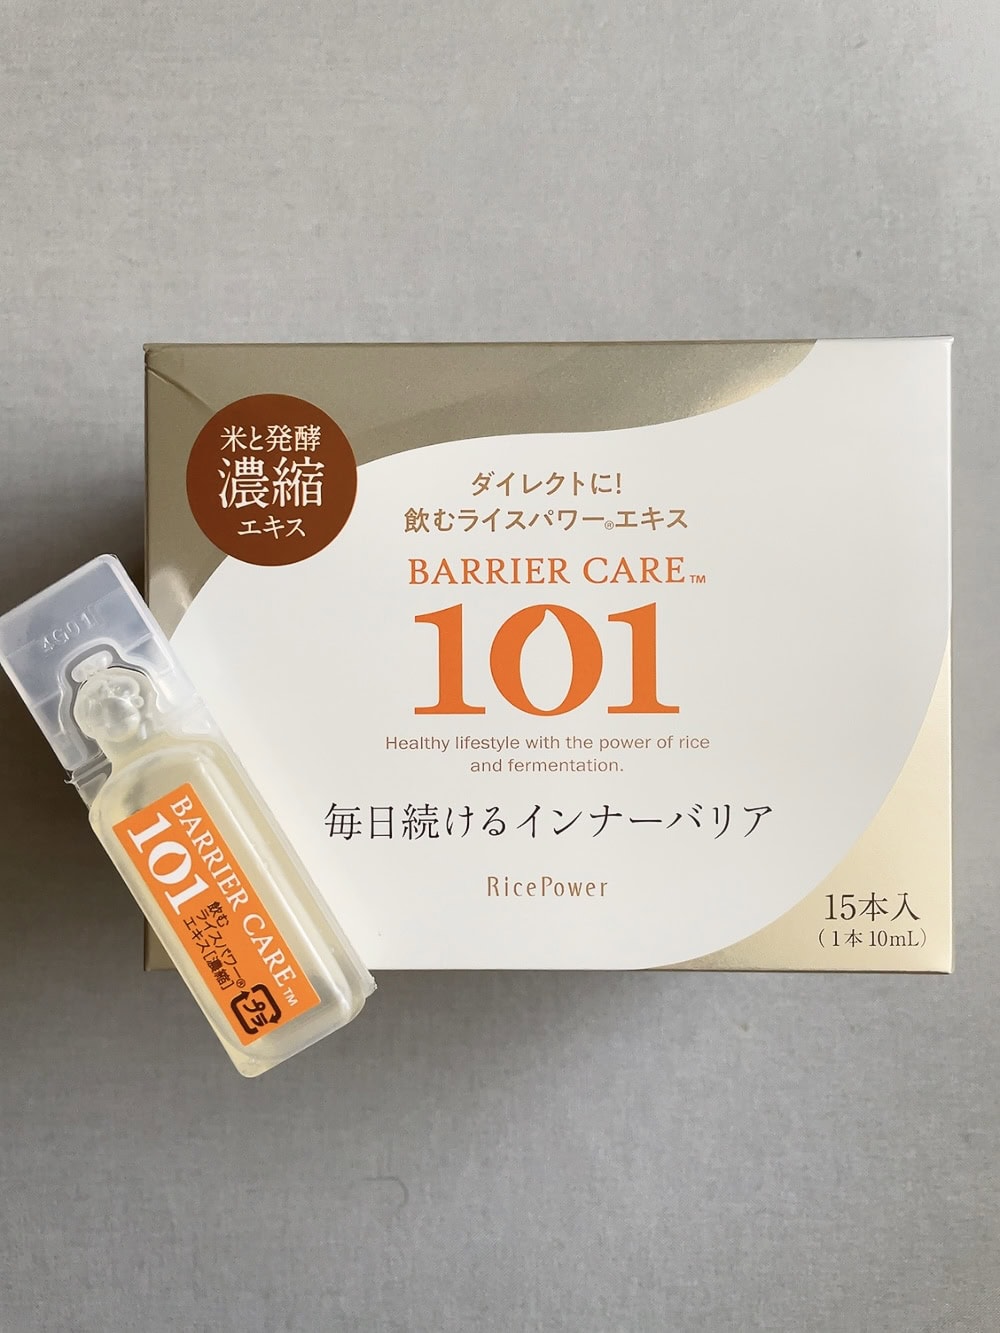 米と発酵
濃縮
エキス
ダイレクトに!
飲むライスパワー®エキス
BARRIER CARE™
101
Healthy lifestyle with the power of rice
and fermentation.
毎日続けるインナーバリア
RicePower
15本入
(1本10mL)
BARRIER CARE™
101
飲む
ライスパワー®
エキス[濃縮]
プラ